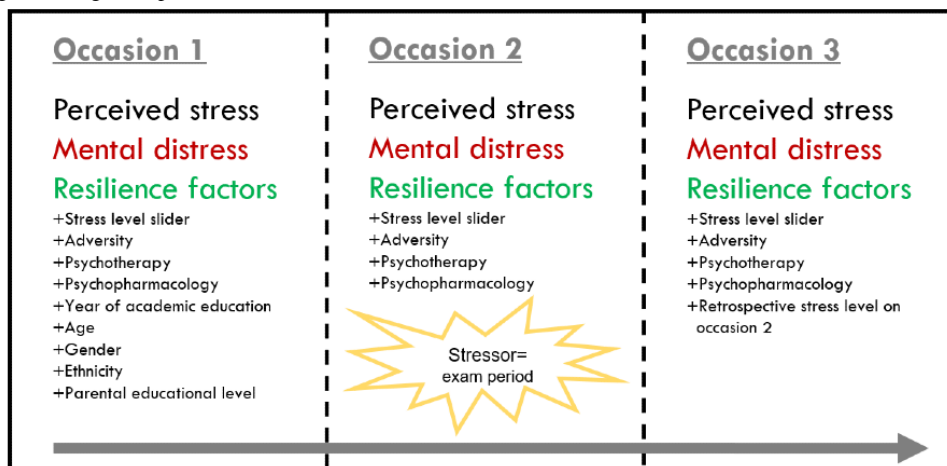 Occasion 1
Perceived stress
Mental distress
Resilience factors
+Stress level slider
+Adversity
+Psychotherapy
+Psychopharmacology
+Year of academic education
+Age
+Gender
+Ethnicity
+Parental educational level
Occasion 2
Perceived stress
Mental distress
Resilience factors
+Stress level slider
+Adversity
+Psychotherapy
+Psychopharmacology
Stressor=
exam period
Occasion 3
Perceived stress
Mental distress
Resilience factors
+Stress level slider
+Adversity
+Psychotherapy
+Psychopharmacology
+Retrospective stress level on
occasion 2